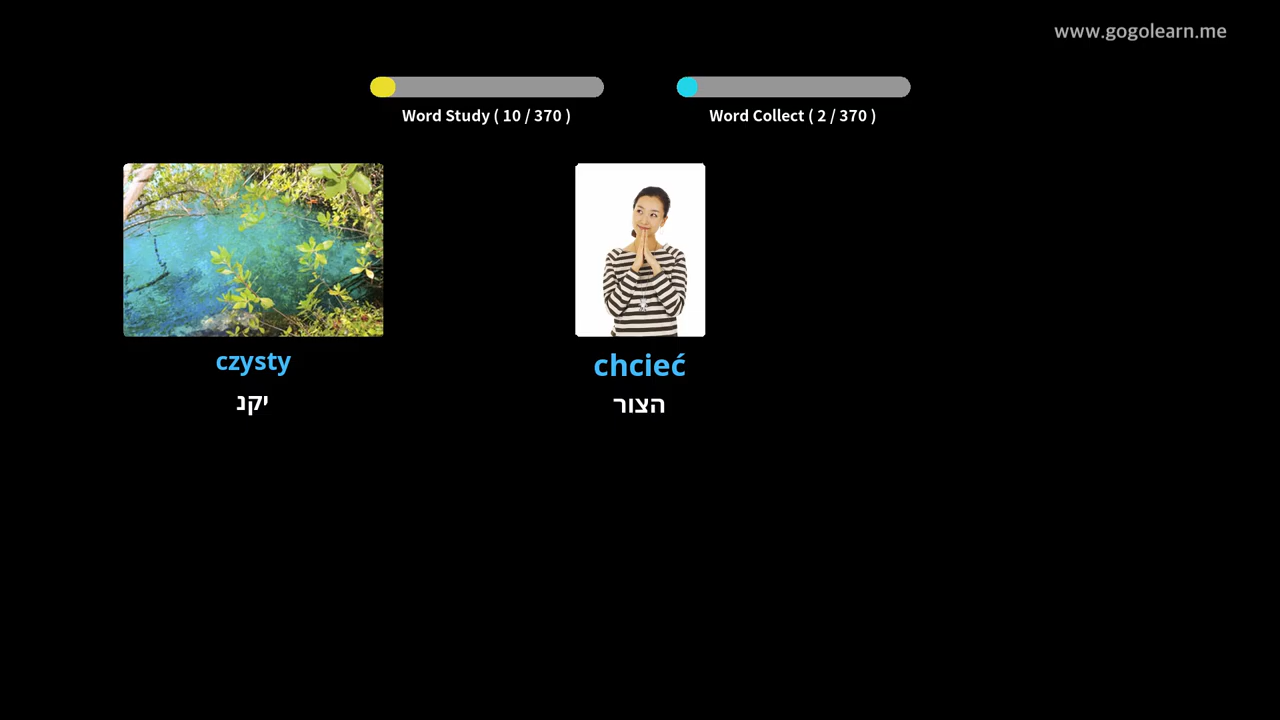 www.gogolearn.me
Word Study ( 10 / 370 )
Word Collect ( 2 / 370 )
czysty
יקנ
chcieć
הצור